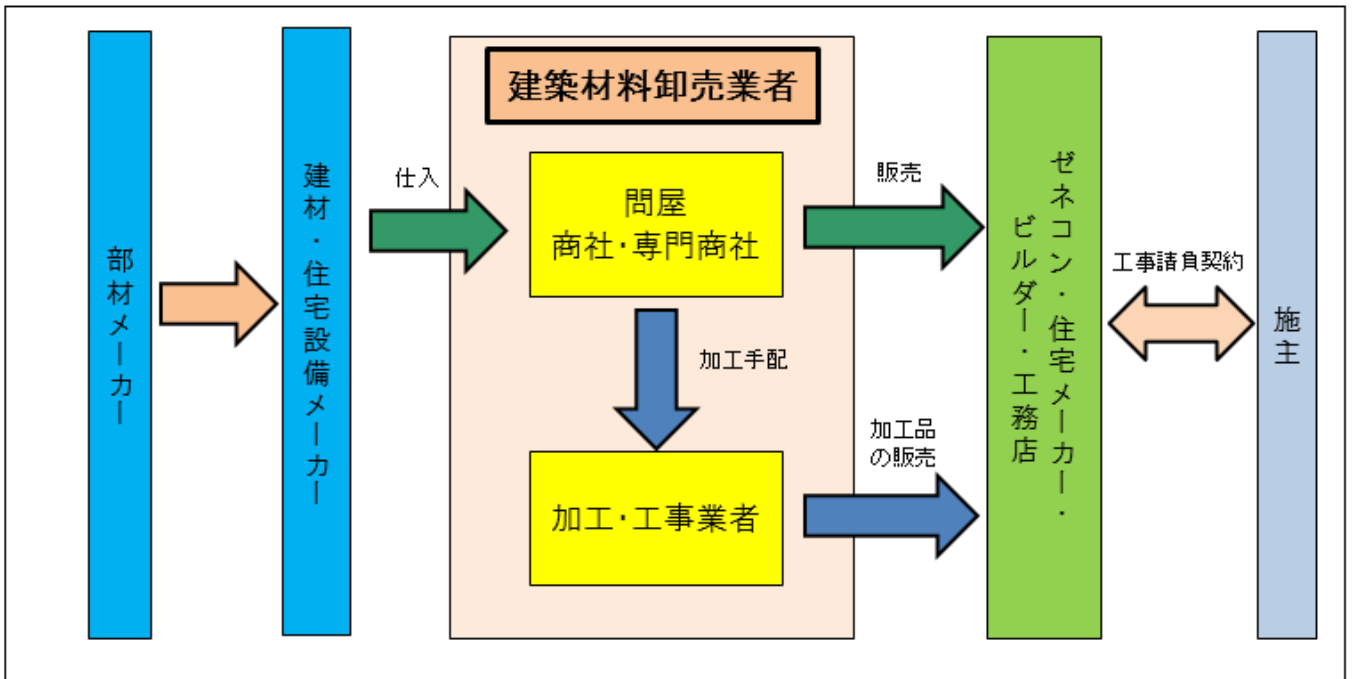 部材メーカー
建材・住宅設備メーカー
仕入
建築材料卸売業者
問屋
商社・専門商社
加工手配
加工・工事業者
販売
加工品
の販売
ゼネコン・住宅メーカー・
ビルダー・工務店
工事請負契約
施主